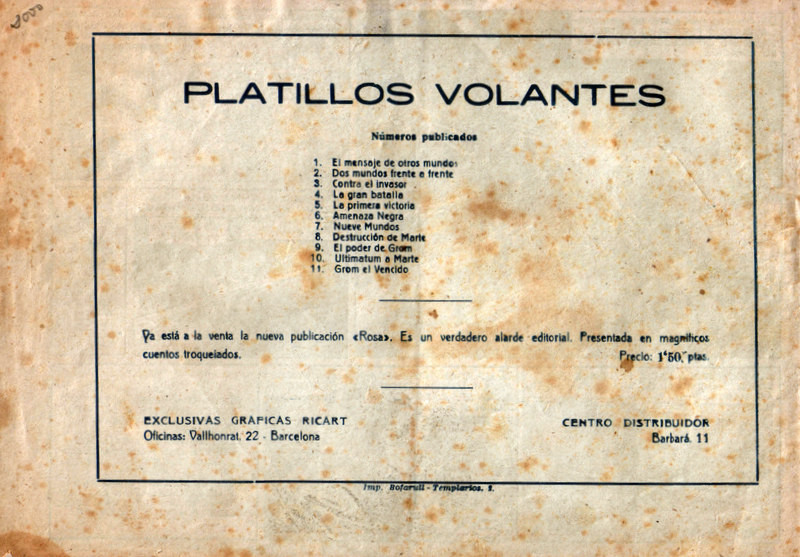 PLATILLOS VOLANTES
Números publicados
1. El mensaje de otros mundos
2. Dos mundos frente a frente
3. Contra el invasor
4. La gran batalla
5. La primera victoria
6. Amenaza Negra
7. Nueve Mundos
8. Destrucción de Marte
9. El poder de Grom
10. Ultimatum a Marte
11. Grom el Vencido
Ya está a la venta la nueva publicación «Rosa». Es un verdadero alarde editorial. Presentada en magníficos
cuentos troquelados. Precio: 1'50 ptas.
EXCLUSIVAS GRAFICAS RICART
Oficinas: Vallhonrat, 22 - Barcelona
CENTRO DISTRIBUIDOR
Barbará, 11
Imp. Bofarull - Templarios,